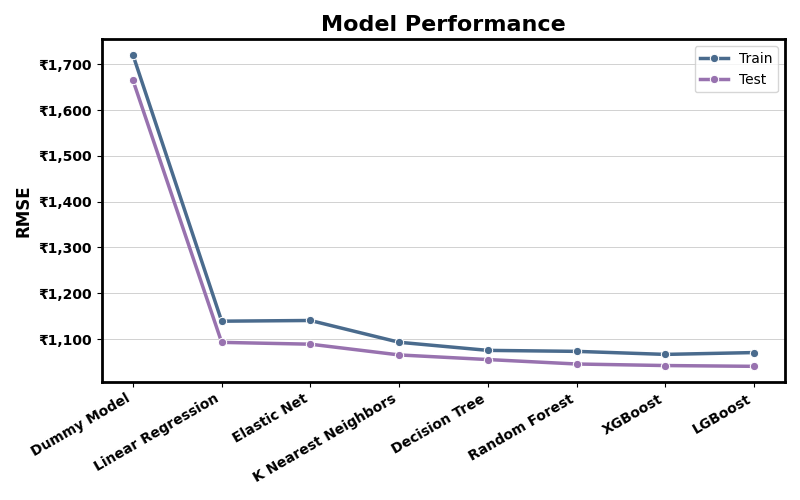 Model Performance
RMSE
₹1,700
₹1,600
₹1,500
₹1,400
₹1,300
₹1,200
₹1,100
Train
Test
Dummy Model
Linear Regression
Elastic Net
K Nearest Neighbors
Decision Tree
Random Forest
XGBoost
LGBoost